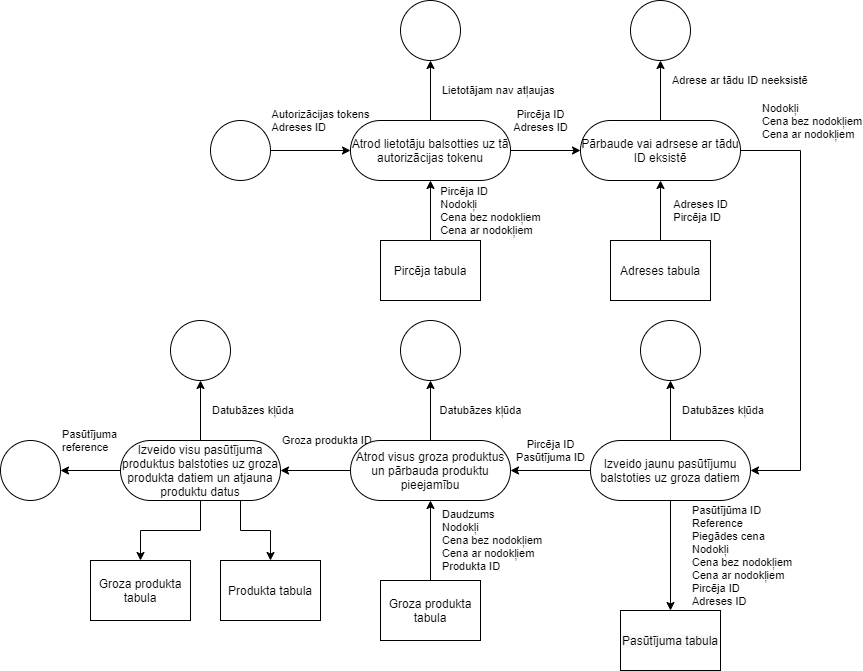 Lietotājam nav atļaujas
Adrese ar tādu ID neeksistē
Autorizācijas tokens
Adreses ID
Atrod lietotāju balsotties uz tā
autorizācijas tokenu
Pircēja ID
Adreses ID
Pārbaude vai adrsese ar tādu
ID eksistē
Nodokļi
Cena bez nodokļiem
Cena ar nodokļiem
Pircēja ID
Nodokļi
Cena bez nodokļiem
Cena ar nodokļiem
Adreses ID
Pircēja ID
Pircēja tabula
Adreses tabula
Datubāzes kļūda
Datubāzes kļūda
Datubāzes kļūda
Pasūtījuma
reference
Izveido visu pasūtījuma
produktus balstoties uz groza
produkta datiem un atjauna
produktu datus
Groza produkta ID
Atrod visus groza produktus
un pārbauda produktu
pieejamību
Pircēja ID
Pasūtījuma ID
Izveido jaunu pasūtījumu
balstoties uz groza datiem
Daudzums
Nodokļi
Cena bez nodokļiem
Cena ar nodokļiem
Produkta ID
Pasūtījūma ID
Reference
Piegādes cena
Nodokļi
Cena bez nodokļiem
Cena ar nodokļiem
Pircēja ID
Adreses ID
Groza produkta
tabula
Produkta tabula
Groza produkta
tabula
Pasūtījuma tabula